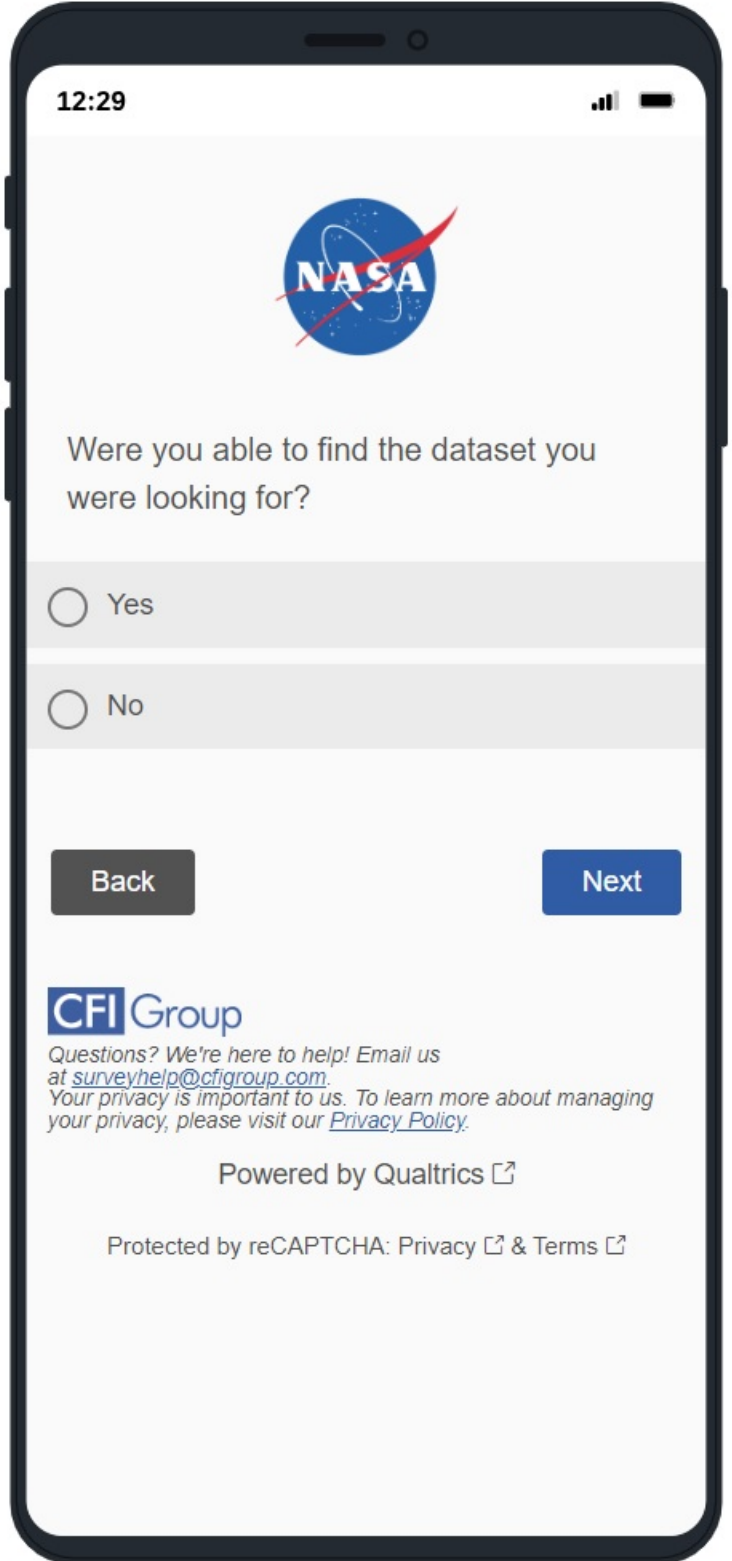 12:29
NASA
Were you able to find the dataset you
were looking for?
Yes
No
Back
Next
CFI Group
Questions? We're here to help! Email us
at surveyhelp@cfigroup.com.
Your privacy is important to us. To learn more about managing
your privacy, please visit our Privacy Policy.
Powered by Qualtrics
Protected by reCAPTCHA: Privacy & Terms